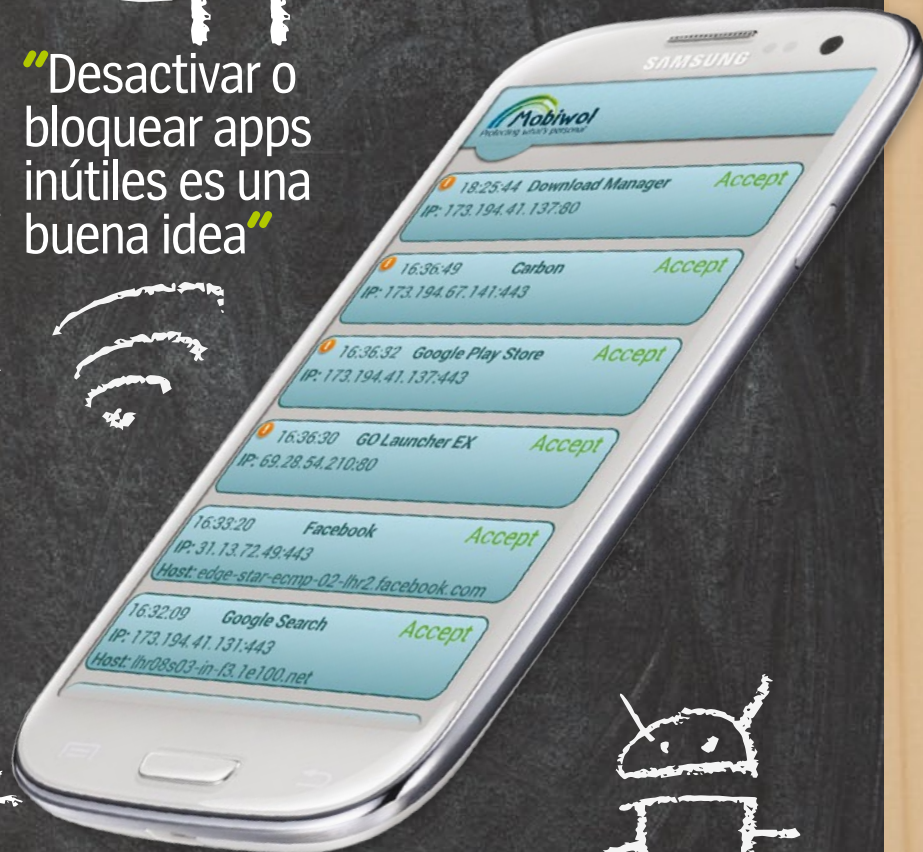 "Desactivar o
bloquear apps
inútiles es una
buena idea"
SAMSUNG
Mobiwol
Protecting what's personal
18:25:44 Download Manager Accept
IP: 173.194.41.137:80
16:36:49 Carbon Accept
IP: 173.194.67.141:443
16:36:32 Google Play Store Accept
IP: 173.194.41.137:443
16:36:30 GO Launcher EX Accept
IP: 69.28.54.210:80
16:33:20 Facebook Accept
IP: 31.13.72.49:443
Host: edge-star-ecmp-02-lhr2.facebook.com
16:32:09 Google Search Accept
IP: 173.194.41.131:443
Host: lhr08s03-in-f3.1e100.net